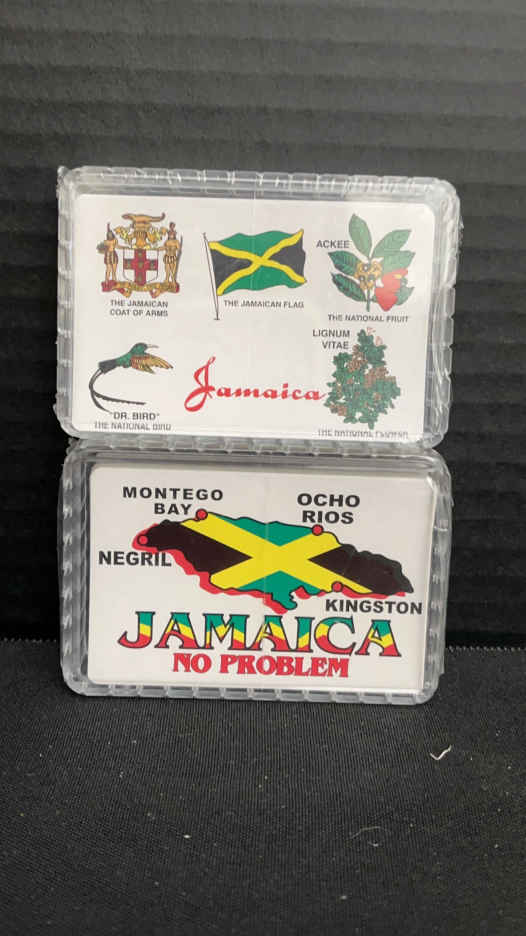 ACKEE
THE JAMAICAN
COAT OF ARMS
THE JAMAICAN FLAG
THE NATIONAL FRUIT
LIGNUM
VITAE
Jamaica
"DR. BIRD"
THE NATIONAL BIRD
THE NATIONAL FLOWER
MONTEGO
BAY
OCHO
RIOS
NEGRIL
KINGSTON
JAMAICA
NO PROBLEM